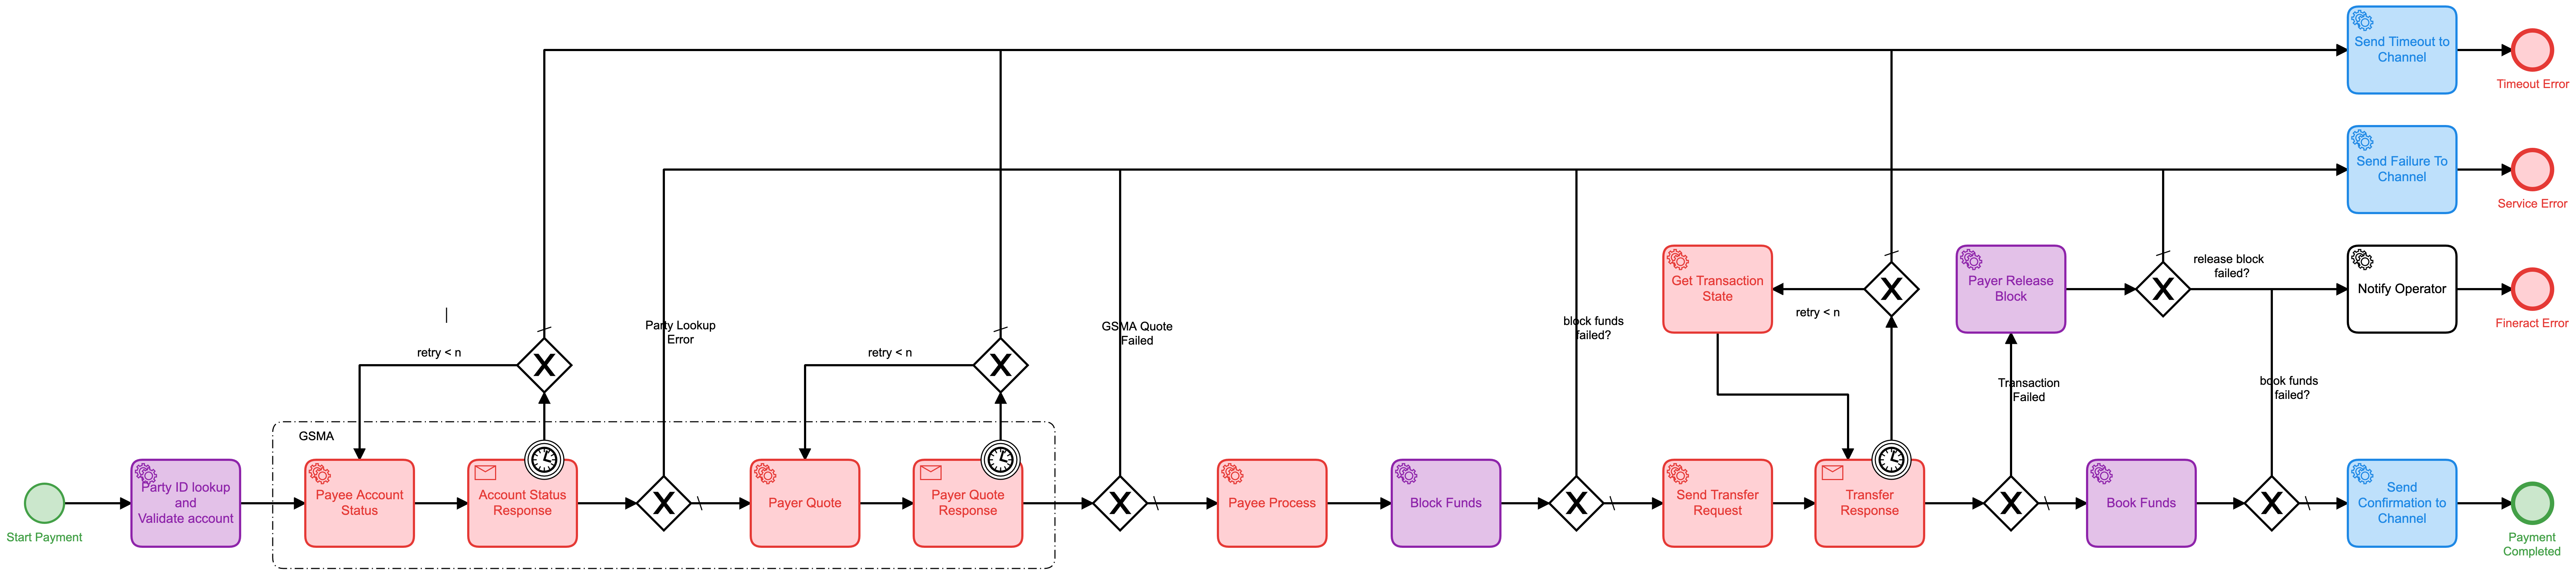 Send Timeout to
Channel
Timeout Error
Send Failure To
Channel
Service Error
Get Transaction
State
retry < n
Payer Release
Block
release block
failed?
Notify Operator
Fineract Error
Party Lookup
Error
GSMA Quote
Failed
block funds
failed?
retry < n
retry < n
Transaction
Failed
book funds
failed?
GSMA
Start Payment
Party ID lookup
and
Validate account
Payee Account
Status
Account Status
Response
Payer Quote
Payer Quote
Response
Payee Process
Block Funds
Send Transfer
Request
Transfer
Response
Book Funds
Send
Confirmation to
Channel
Payment
Completed